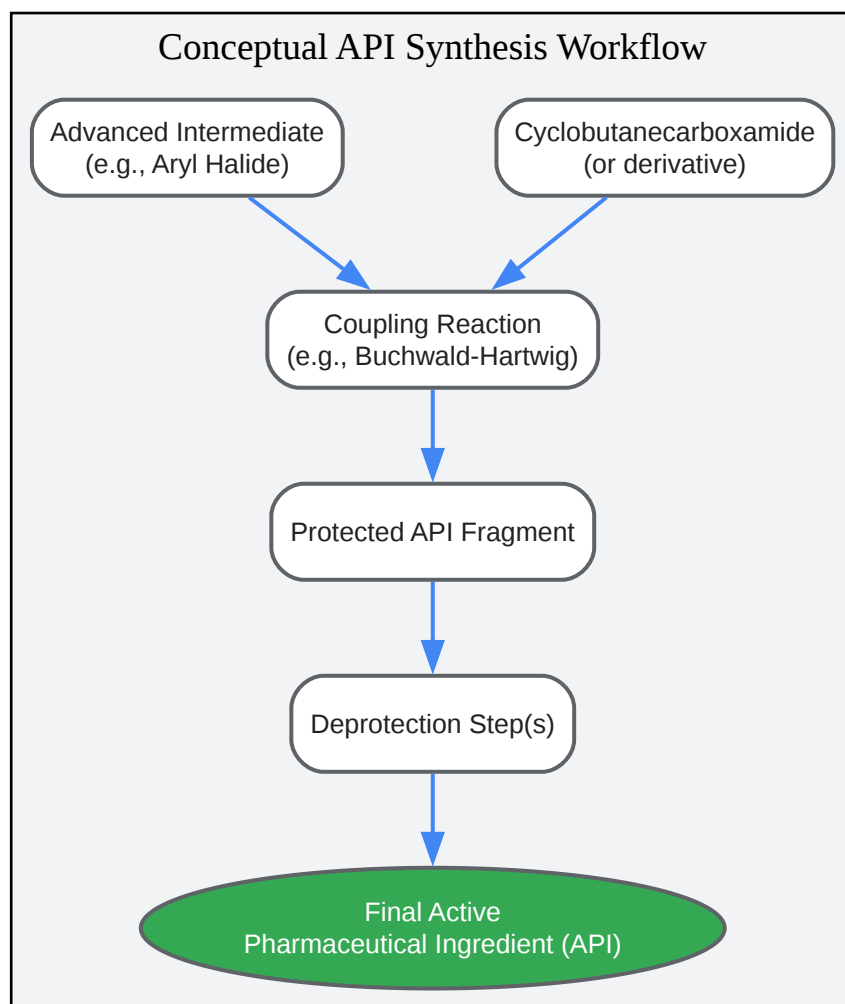 Conceptual API Synthesis Workflow
Advanced Intermediate
(e.g., Aryl Halide)
Cyclobutanecarboxamide
(or derivative)
Coupling Reaction
(e.g., Buchwald-Hartwig)
Protected API Fragment
Deprotection Step(s)
Final Active
Pharmaceutical Ingredient (API)